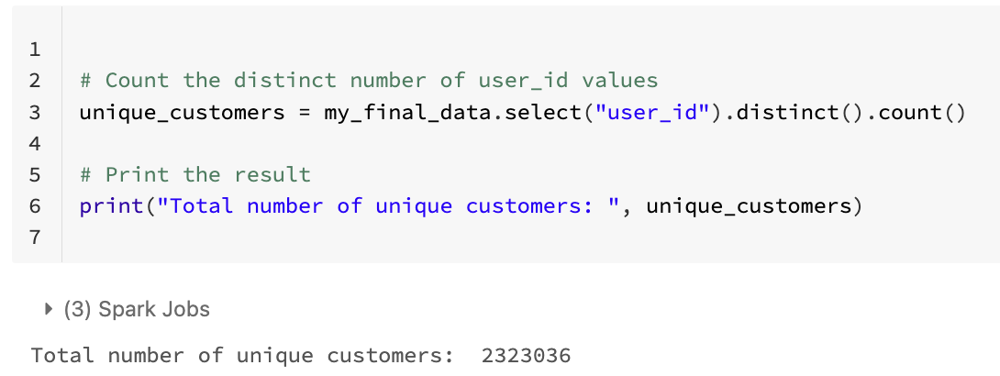 1
2 # Count the distinct number of user_id values
3 unique_customers = my_final_data.select("user_id").distinct().count()
4
5 # Print the result
6 print("Total number of unique customers: ", unique_customers)
7
(3) Spark Jobs
Total number of unique customers:  2323036